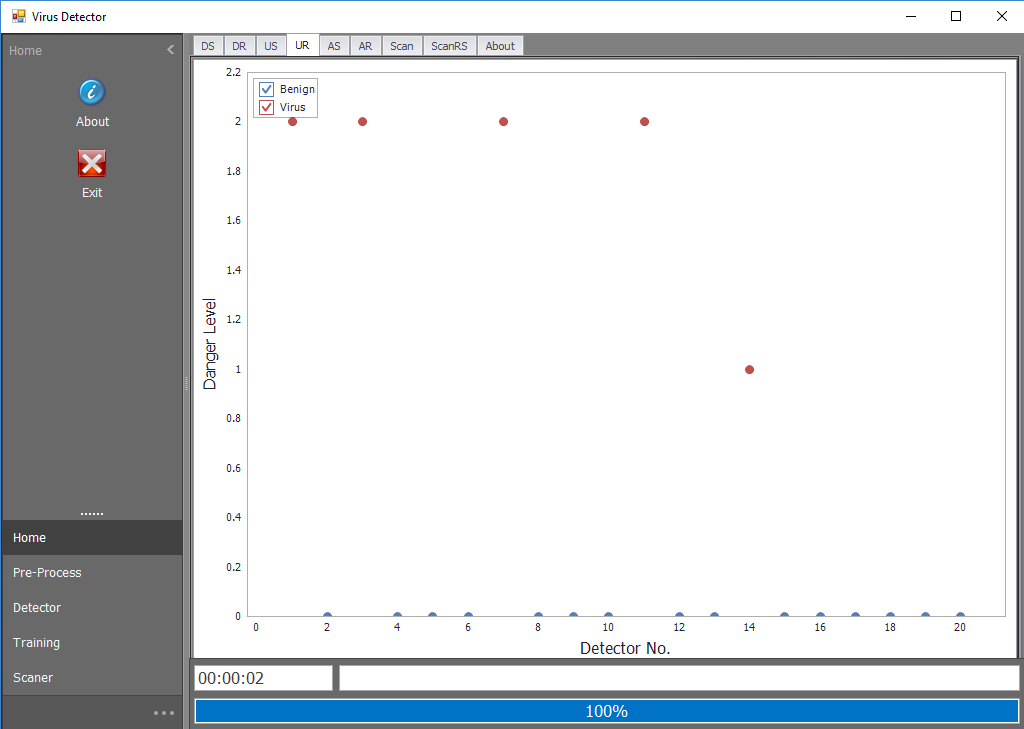 Virus Detector
Home
About
Exit
Home
Pre-Process
Detector
Training
Scaner
DS DR US UR AS AR Scan ScanRS About
Benign
Virus
Danger Level
2.2
2
1.8
1.6
1.4
1.2
1
0.8
0.6
0.4
0.2
0
0 2 4 6 8 10 12 14 16 18 20
Detector No.
00:00:02
100%